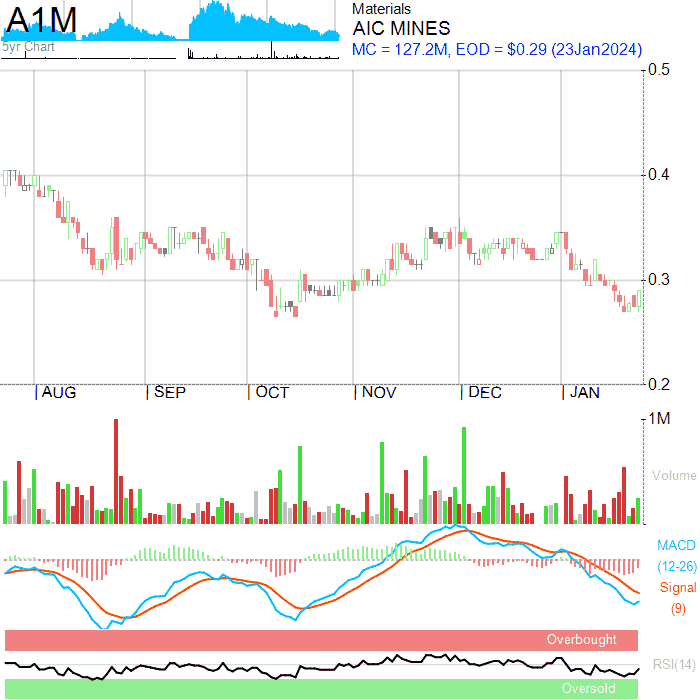 A1M
5yr Chart
Materials
AIC MINES
MC = 127.2M, EOD = $0.29 (23Jan2024)
0.5
0.4
0.3
0.2
AUG SEP OCT NOV DEC JAN
1M
Volume
MACD
(12-26)
Signal
(9)
Overbought
RSI(14)
Oversold